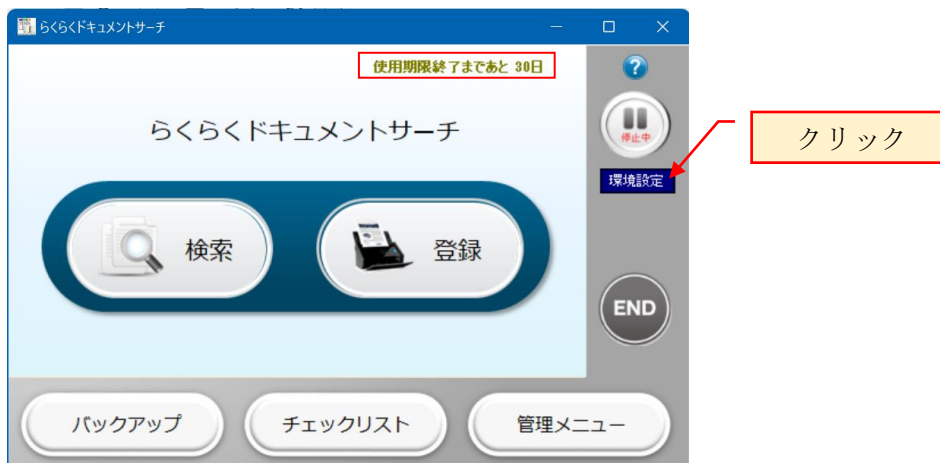 らくらくドキュメントサーチ
使用期限終了まであと 30日
?
らくらくドキュメントサーチ
停止中
クリック
環境設定
検索
登録
END
バックアップ
チェックリスト
管理メニュー